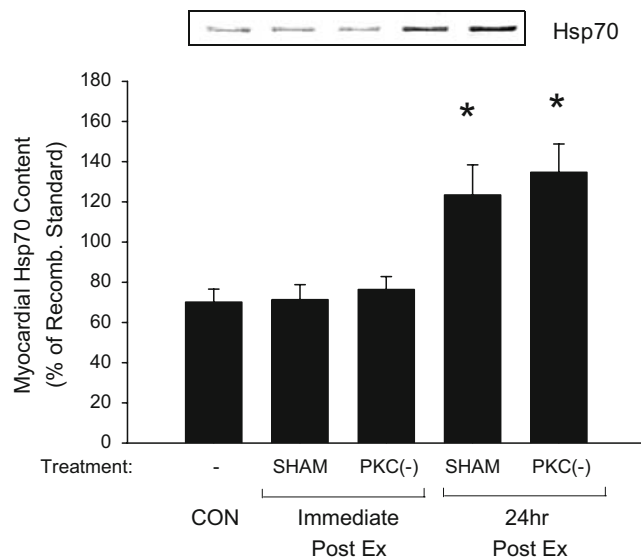 Hsp70
Myocardial Hsp70 Content
(% of Recomb. Standard)
180
160
140
120
100
80
60
40
20
0
* *
Treatment: - SHAM PKC(-) SHAM PKC(-)
CON Immediate Post Ex 24hr Post Ex